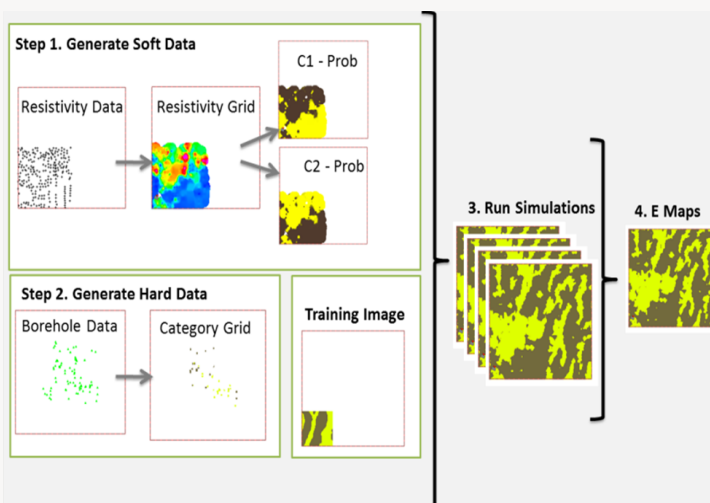 Step 1. Generate Soft Data
Resistivity Data
Resistivity Grid
C1 - Prob
C2 - Prob
Step 2. Generate Hard Data
Borehole Data
Category Grid
Training Image
3. Run Simulations
4. E Maps